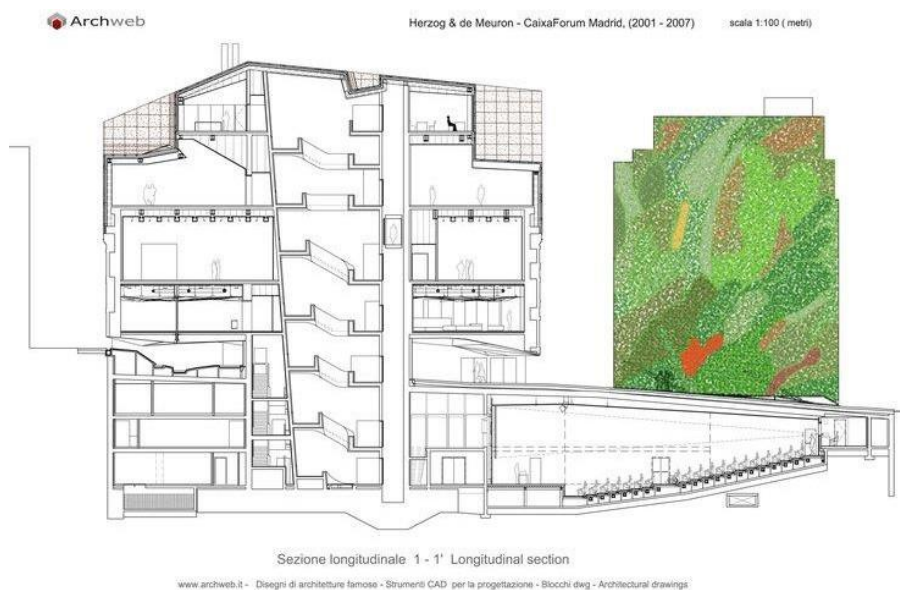 Archweb
Herzog & de Meuron - CaixaForum Madrid, (2001 - 2007)
scala 1:100 ( metri)
Sezione longitudinale 1 - 1' Longitudinal section
www.archweb.it - Disegni di architetture famose - Strumenti CAD per la progettazione - Blocchi dwg - Architectural drawings